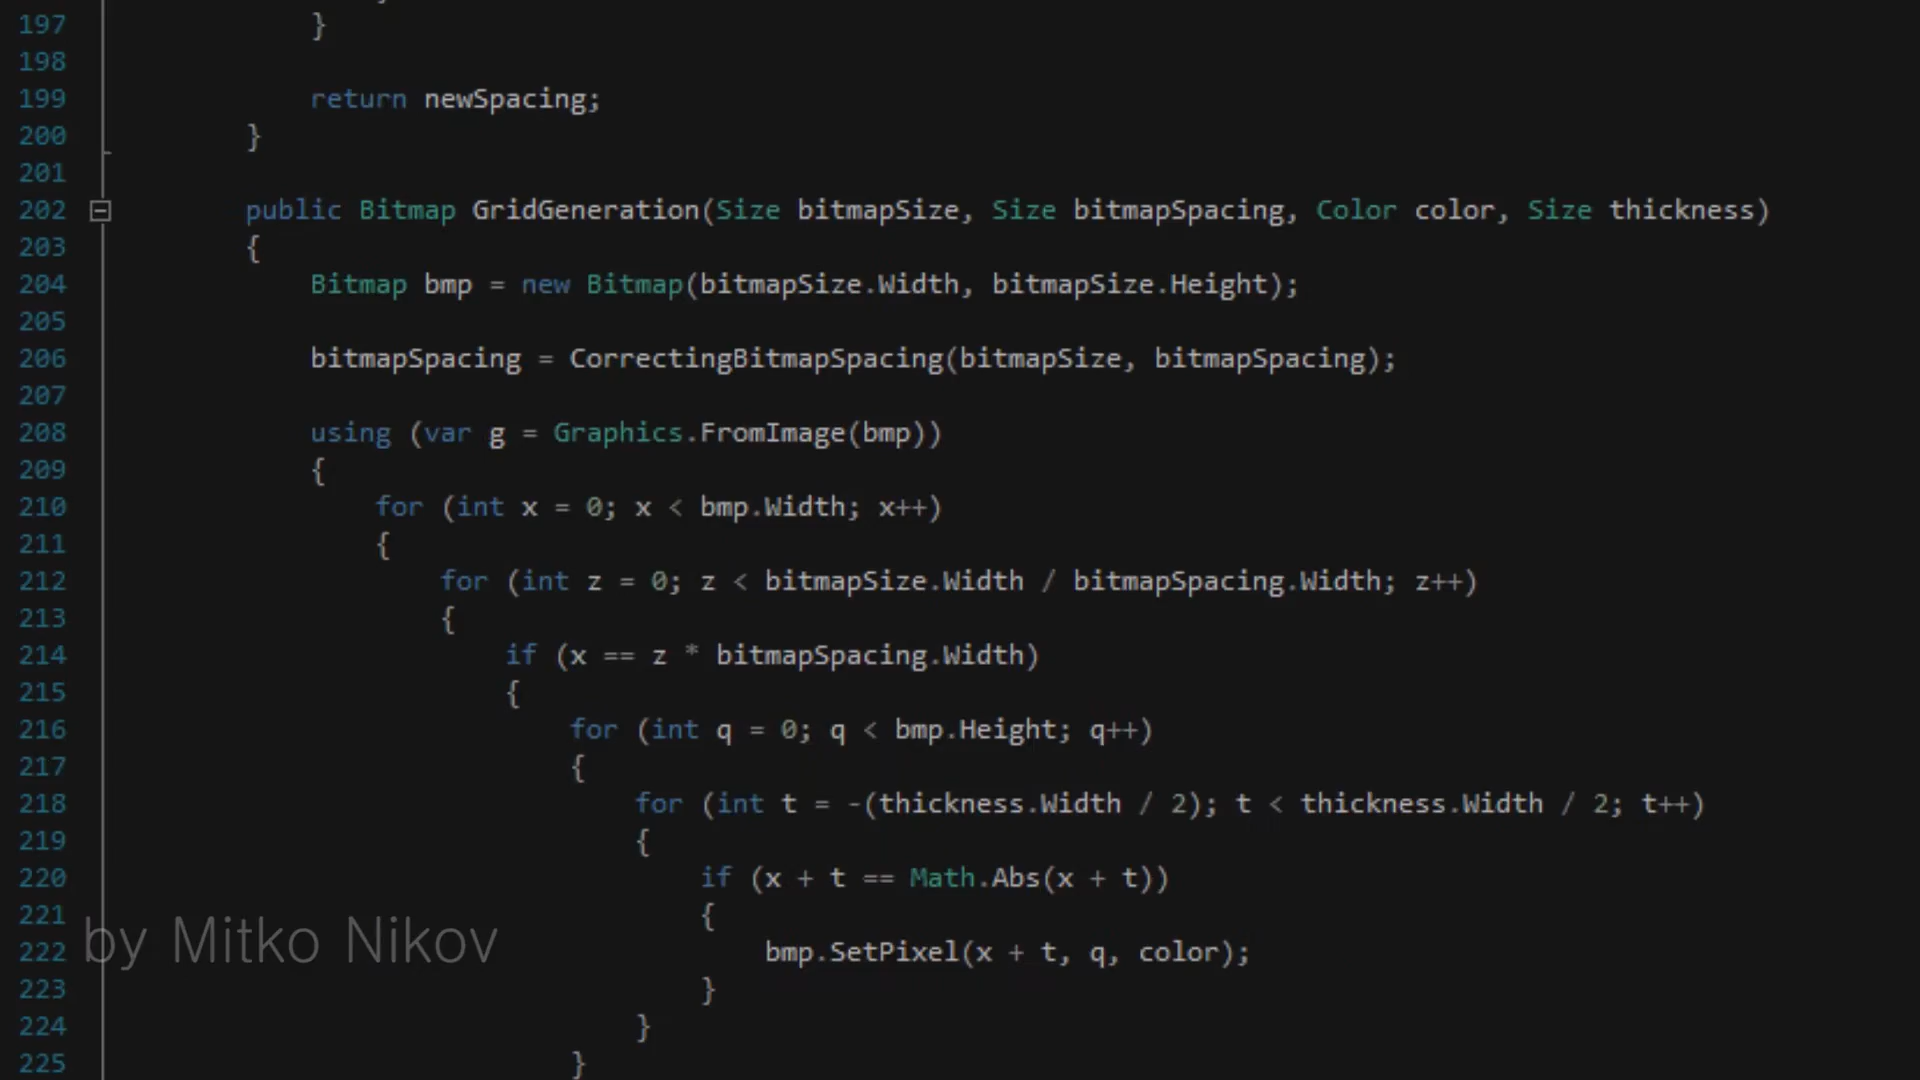 197 }
198
199 return newSpacing;
200 }
201
202 public Bitmap GridGeneration(Size bitmapSize, Size bitmapSpacing, Color color, Size thickness)
203 {
204 Bitmap bmp = new Bitmap(bitmapSize.Width, bitmapSize.Height);
205
206 bitmapSpacing = CorrectingBitmapSpacing(bitmapSize, bitmapSpacing);
207
208 using (var g = Graphics.FromImage(bmp))
209 {
210 for (int x = 0; x < bmp.Width; x++)
211 {
212 for (int z = 0; z < bitmapSize.Width / bitmapSpacing.Width; z++)
213 {
214 if (x == z * bitmapSpacing.Width)
215 {
216 for (int q = 0; q < bmp.Height; q++)
217 {
218 for (int t = -(thickness.Width / 2); t < thickness.Width / 2; t++)
219 {
220 if (x + t == Math.Abs(x + t))
221 {
222 bmp.SetPixel(x + t, q, color);
223 }
224 }
225 }
by Mitko Nikov